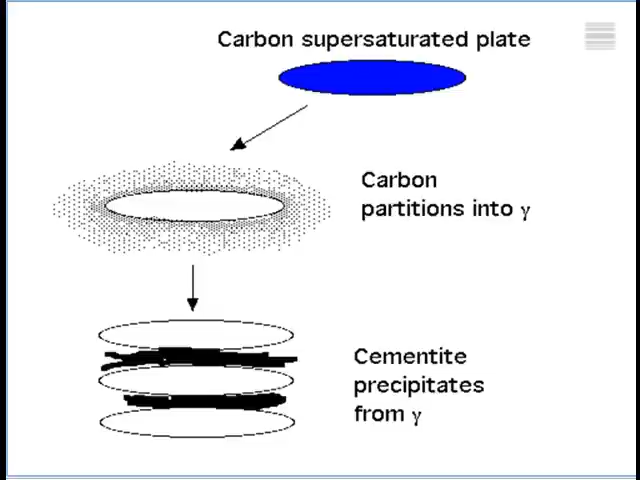 Carbon supersaturated plate
Carbon
partitions into γ
Cementite
precipitates
from γ